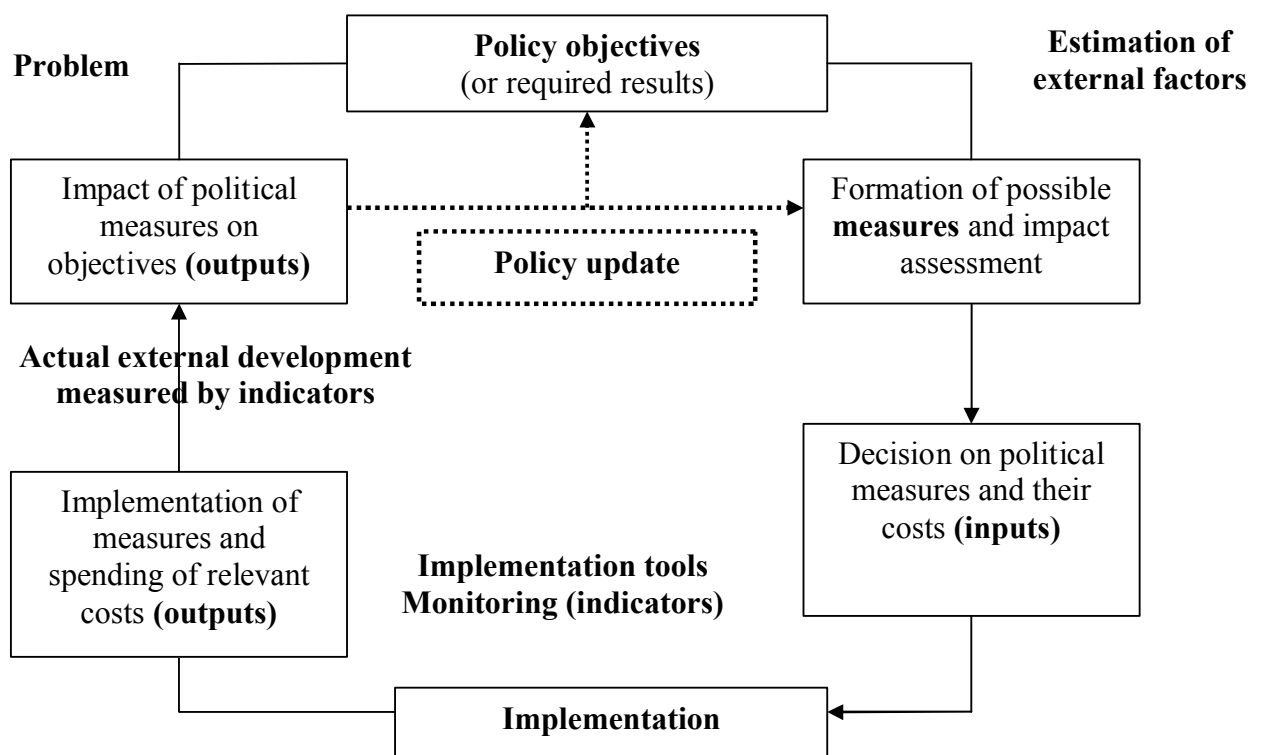 Problem
Policy objectives
(or required results)
Estimation of
external factors
Impact of political
measures on
objectives (outputs)
Policy update
Formation of possible
measures and impact
assessment
Actual external development
measured by indicators
Implementation of
measures and
spending of relevant
costs (outputs)
Implementation tools
Monitoring (indicators)
Decision on political
measures and their
costs (inputs)
Implementation